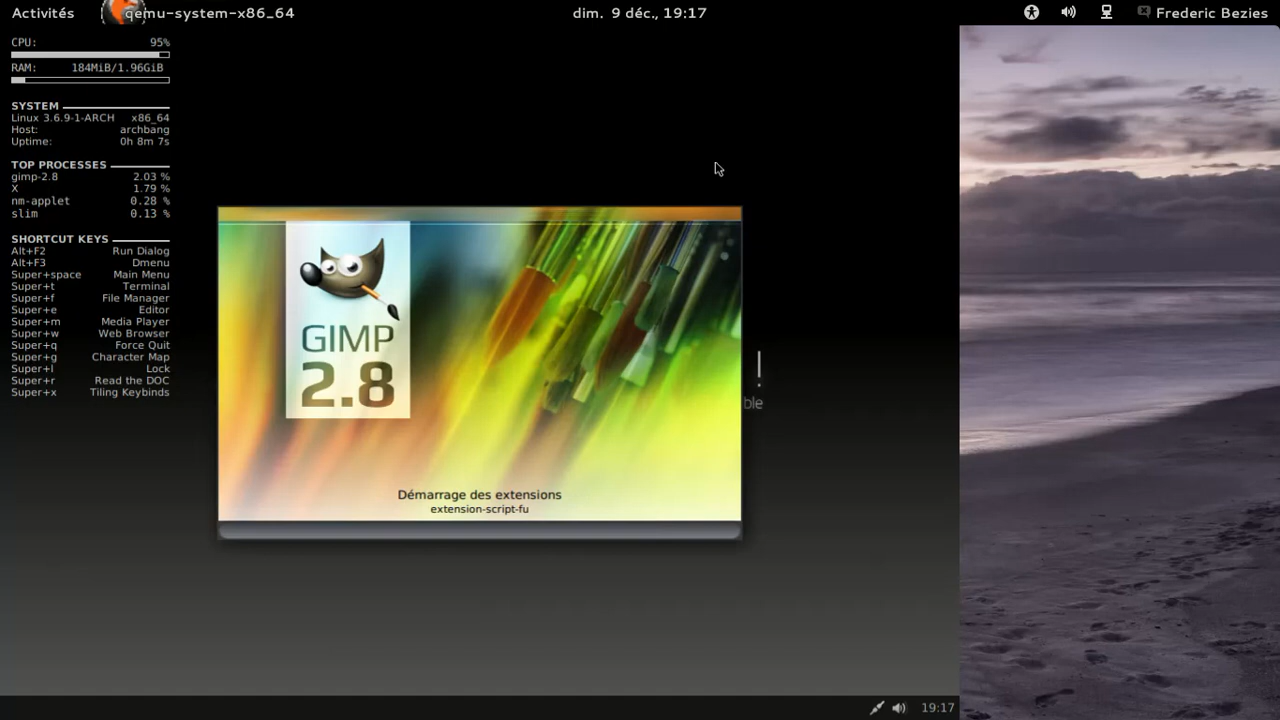 Activités qemu-system-x86_64 dim. 9 déc., 19:17 Frederic Bezies
CPU: 95%
RAM: 184MiB/1.96GiB
SYSTEM
Linux 3.6.9-1-ARCH x86_64
Host: archbang
Uptime: 0h 8m 7s
TOP PROCESSES
gimp-2.8 2.03 %
X 1.79 %
nm-applet 0.28 %
slim 0.13 %
SHORTCUT KEYS
Alt+F2 Run Dialog
Alt+F3 Dmenu
Super+space Main Menu
Super+t Terminal
Super+f File Manager
Super+e Editor
Super+m Media Player
Super+w Web Browser
Super+q Force Quit
Super+g Character Map
Super+l Lock
Super+r Read the DOC
Super+x Tiling Keybinds
GIMP
2.8
!
ble
Démarrage des extensions
extension-script-fu
19:17